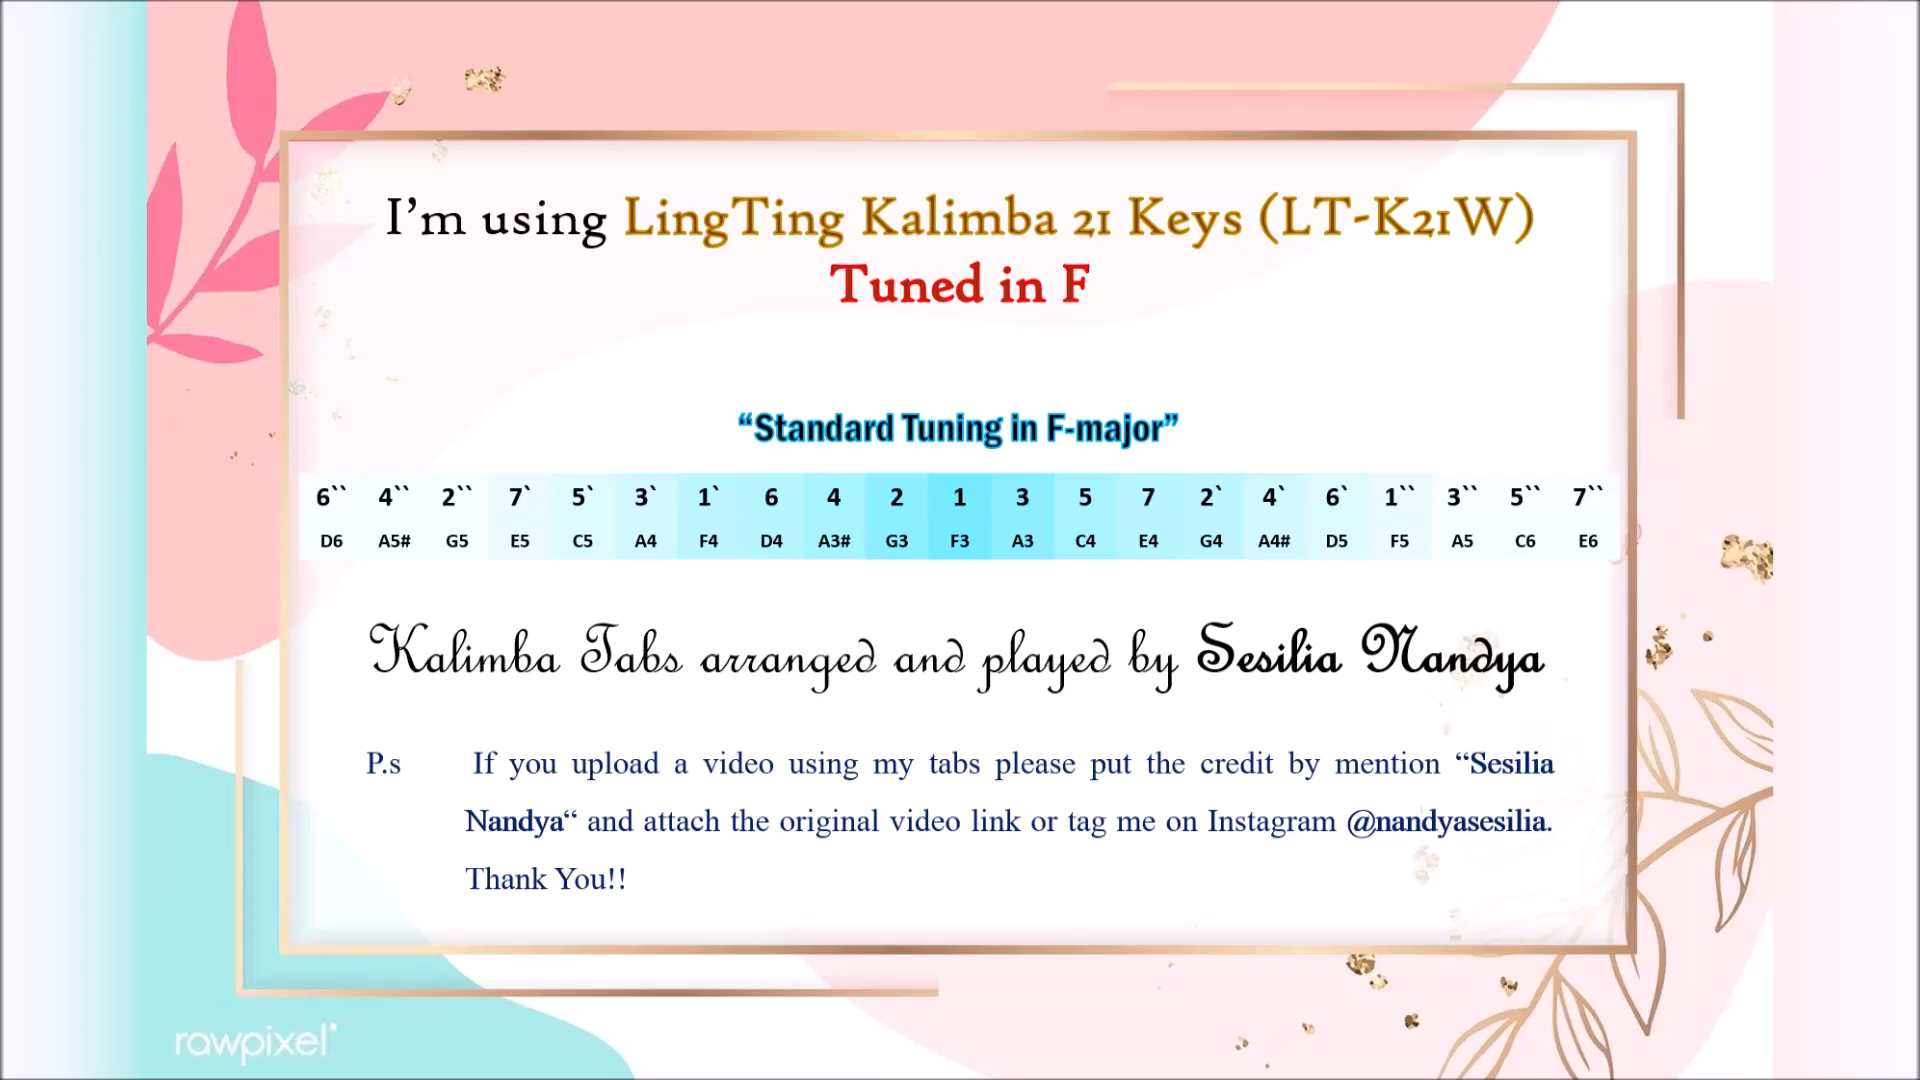 I'm using LingTing Kalimba 21 Keys (LT-K21W)
Tuned in F
“Standard Tuning in F-major”
6`` 4`` 2`` 7` 5` 3` 1` 6 4 2 1 3 5 7 2` 4` 6` 1`` 3`` 5`` 7``
D6 A5# G5 E5 C5 A4 F4 D4 A3# G3 F3 A3 C4 E4 G4 A4# D5 F5 A5 C6 E6
Kalimba Tabs arranged and played by Sesilia Nandya
P.s If you upload a video using my tabs please put the credit by mention “Sesilia
Nandya“ and attach the original video link or tag me on Instagram @nandyasesilia.
Thank You!!
rawpixel